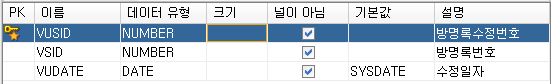 PK 이름 데이터 유형 크기 널이 아님 기본값 설명
VUSID NUMBER 방명록수정번호
VSID NUMBER 방명록번호
VUDATE DATE SYSDATE 수정일자